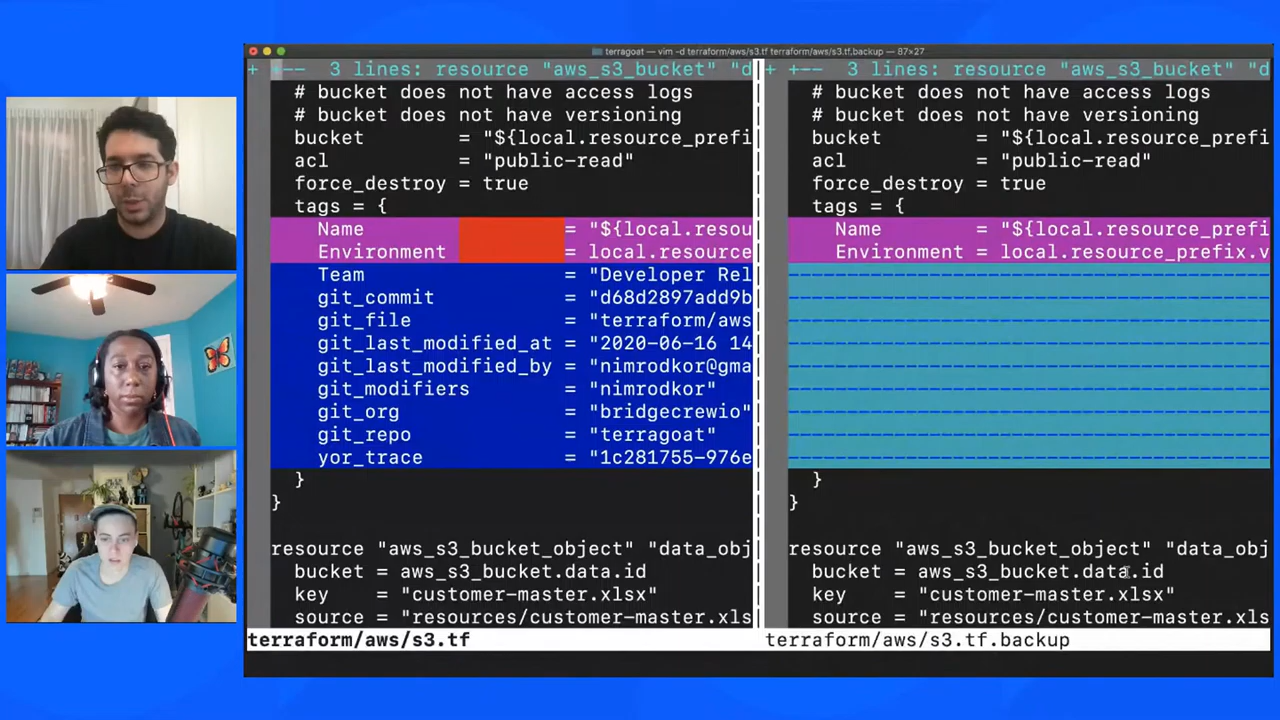 terragoat — vim -d terraform/aws/s3.tf terraform/aws/s3.tf.backup — 87×27
+ +-- 3 lines: resource "aws_s3_bucket" "d
# bucket does not have access logs
# bucket does not have versioning
bucket = "${local.resource_prefi
acl = "public-read"
force_destroy = true
tags = {
Name = "${local.resou
Environment = local.resource
Team = "Developer Rel
git_commit = "d68d2897add9b
git_file = "terraform/aws
git_last_modified_at = "2020-06-16 14
git_last_modified_by = "nimrodkor@gma
git_modifiers = "nimrodkor"
git_org = "bridgecrewio"
git_repo = "terragoat"
yor_trace = "1c281755-976e
}
}
resource "aws_s3_bucket_object" "data_obj
bucket = aws_s3_bucket.data.id
key = "customer-master.xlsx"
source = "resources/customer-master.xls
terraform/aws/s3.tf
+ +-- 3 lines: resource "aws_s3_bucket" "d
# bucket does not have access logs
# bucket does not have versioning
bucket = "${local.resource_prefi
acl = "public-read"
force_destroy = true
tags = {
Name = "${local.resource_prefi
Environment = local.resource_prefix.v
}
}
resource "aws_s3_bucket_object" "data_obj
bucket = aws_s3_bucket.data.id
key = "customer-master.xlsx"
source = "resources/customer-master.xls
terraform/aws/s3.tf.backup